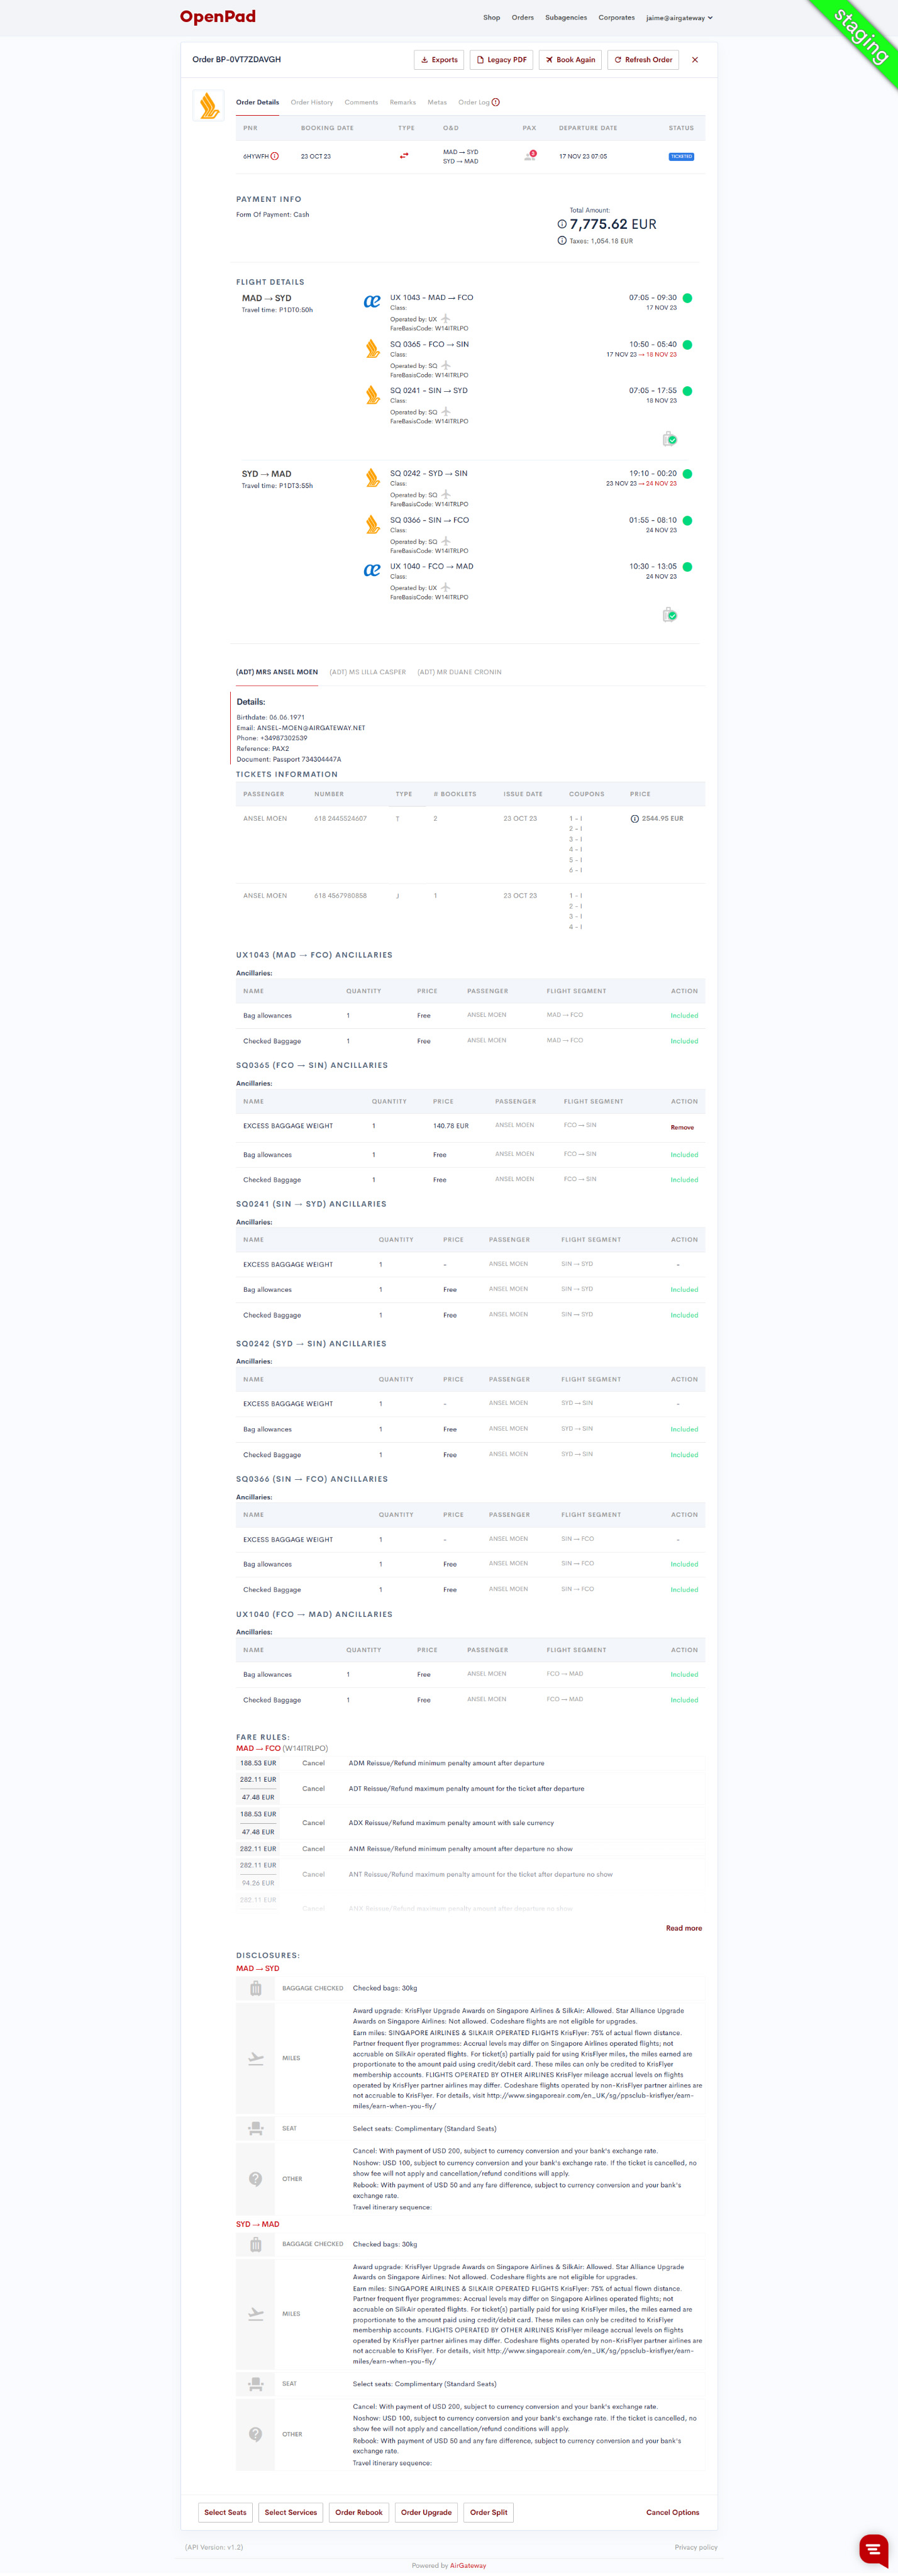 OpenPad
Shop Orders Subagencies Corporates jaime@airgateway
staging
Order BP-0VT7ZDAVGH
Exports Legacy PDF Book Again Refresh Order
Order Details Order History Comments Remarks Metas Order Log
PNR BOOKING DATE TYPE O&D PAX DEPARTURE DATE STATUS
6HYWFH 23 OCT 23 MAD → SYD 17 NOV 23 07:05 TICKETED
SYD → MAD
PAYMENT INFO
Form Of Payment: Cash
Total Amount:
7,775.62 EUR
Taxes: 1,054.18 EUR
FLIGHT DETAILS
MAD → SYD
Travel time: P1DT0:50h
UX 1043 - MAD → FCO 07:05 - 09:30
Class: 17 NOV 23
Operated by: UX
FareBasisCode: W14ITRLPO
SQ 0365 - FCO → SIN 10:50 - 05:40
Class: 17 NOV 23 → 18 NOV 23
Operated by: SQ
FareBasisCode: W14ITRLPO
SQ 0241 - SIN → SYD 07:05 - 17:55
Class: 18 NOV 23
Operated by: SQ
FareBasisCode: W14ITRLPO
SYD → MAD
Travel time: P1DT3:55h
SQ 0242 - SYD → SIN 19:10 - 00:20
Class: 23 NOV 23 → 24 NOV 23
Operated by: SQ
FareBasisCode: W14ITRLPO
SQ 0366 - SIN → FCO 01:55 - 08:10
Class: 24 NOV 23
Operated by: SQ
FareBasisCode: W14ITRLPO
UX 1040 - FCO → MAD 10:30 - 13:05
Class: 24 NOV 23
Operated by: UX
FareBasisCode: W14ITRLPO
(ADT) MRS ANSEL MOEN (ADT) MS LILLA CASPER (ADT) MR DUANE CRONIN
Details:
Birthdate: 06.06.1971
Email: ANSEL-MOEN@AIRGATEWAY.NET
Phone: +34987302539
Reference: PAX2
Document: Passport 734304447A
TICKETS INFORMATION
PASSENGER NUMBER TYPE # BOOKLETS ISSUE DATE COUPONS PRICE
ANSEL MOEN 618 2445524607 T 2 23 OCT 23 1 - I 2544.95 EUR
2 - I
3 - I
4 - I
5 - I
6 - I
ANSEL MOEN 618 4567980858 J 1 23 OCT 23 1 - I
2 - I
3 - I
4 - I
UX1043 (MAD → FCO) ANCILLARIES
Ancillaries:
NAME QUANTITY PRICE PASSENGER FLIGHT SEGMENT ACTION
Bag allowances 1 Free ANSEL MOEN MAD → FCO Included
Checked Baggage 1 Free ANSEL MOEN MAD → FCO Included
SQ0365 (FCO → SIN) ANCILLARIES
Ancillaries:
NAME QUANTITY PRICE PASSENGER FLIGHT SEGMENT ACTION
EXCESS BAGGAGE WEIGHT 1 140.78 EUR ANSEL MOEN FCO → SIN Remove
Bag allowances 1 Free ANSEL MOEN FCO → SIN Included
Checked Baggage 1 Free ANSEL MOEN FCO → SIN Included
SQ0241 (SIN → SYD) ANCILLARIES
Ancillaries:
NAME QUANTITY PRICE PASSENGER FLIGHT SEGMENT ACTION
EXCESS BAGGAGE WEIGHT 1 - ANSEL MOEN SIN → SYD -
Bag allowances 1 Free ANSEL MOEN SIN → SYD Included
Checked Baggage 1 Free ANSEL MOEN SIN → SYD Included
SQ0242 (SYD → SIN) ANCILLARIES
Ancillaries:
NAME QUANTITY PRICE PASSENGER FLIGHT SEGMENT ACTION
EXCESS BAGGAGE WEIGHT 1 - ANSEL MOEN SYD → SIN -
Bag allowances 1 Free ANSEL MOEN SYD → SIN Included
Checked Baggage 1 Free ANSEL MOEN SYD → SIN Included
SQ0366 (SIN → FCO) ANCILLARIES
Ancillaries:
NAME QUANTITY PRICE PASSENGER FLIGHT SEGMENT ACTION
EXCESS BAGGAGE WEIGHT 1 - ANSEL MOEN SIN → FCO -
Bag allowances 1 Free ANSEL MOEN SIN → FCO Included
Checked Baggage 1 Free ANSEL MOEN SIN → FCO Included
UX1040 (FCO → MAD) ANCILLARIES
Ancillaries:
NAME QUANTITY PRICE PASSENGER FLIGHT SEGMENT ACTION
Bag allowances 1 Free ANSEL MOEN FCO → MAD Included
Checked Baggage 1 Free ANSEL MOEN FCO → MAD Included
FARE RULES:
MAD → FCO (W14ITRLPO)
188.53 EUR Cancel ADM Reissue/Refund minimum penalty amount after departure
282.11 EUR
Cancel ADT Reissue/Refund maximum penalty amount for the ticket after departure
47.48 EUR
188.53 EUR
Cancel ADX Reissue/Refund maximum penalty amount with sale currency
47.48 EUR
282.11 EUR Cancel ANM Reissue/Refund minimum penalty amount after departure no show
282.11 EUR
Cancel ANT Reissue/Refund maximum penalty amount for the ticket after departure no show
94.26 EUR
282.11 EUR
Cancel ANX Reissue/Refund maximum penalty amount after departure no show
Read more
DISCLOSURES:
MAD → SYD
BAGGAGE CHECKED Checked bags: 30kg
Award upgrade: KrisFlyer Upgrade Awards on Singapore Airlines & SilkAir: Allowed. Star Alliance Upgrade
Awards on Singapore Airlines: Not allowed. Codeshare flights are not eligible for upgrades.
Earn miles: SINGAPORE AIRLINES & SILKAIR OPERATED FLIGHTS KrisFlyer: 75% of actual flown distance.
Partner frequent flyer programmes: Accrual levels may differ on Singapore Airlines operated flights; not
accruable on SilkAir operated flights. For ticket(s) partially paid for using KrisFlyer miles, the miles earned are
MILES
proportionate to the amount paid using credit/debit card. These miles can only be credited to KrisFlyer
membership accounts. FLIGHTS OPERATED BY OTHER AIRLINES KrisFlyer mileage accrual levels on flights
operated by KrisFlyer partner airlines may differ. Codeshare flights operated by non-KrisFlyer partner airlines are
not accruable to KrisFlyer. For details, visit http://www.singaporeair.com/en_UK/sg/ppsclub-krisflyer/earn-
miles/earn-when-you-fly/
SEAT Select seats: Complimentary (Standard Seats)
Cancel: With payment of USD 200, subject to currency conversion and your bank's exchange rate.
Noshow: USD 100, subject to currency conversion and your bank's exchange rate. If the ticket is cancelled, no
show fee will not apply and cancellation/refund conditions will apply.
OTHER
Rebook: With payment of USD 50 and any fare difference, subject to currency conversion and your bank's
exchange rate.
Travel itinerary sequence:
SYD → MAD
BAGGAGE CHECKED Checked bags: 30kg
Award upgrade: KrisFlyer Upgrade Awards on Singapore Airlines & SilkAir: Allowed. Star Alliance Upgrade
Awards on Singapore Airlines: Not allowed. Codeshare flights are not eligible for upgrades.
Earn miles: SINGAPORE AIRLINES & SILKAIR OPERATED FLIGHTS KrisFlyer: 75% of actual flown distance.
Partner frequent flyer programmes: Accrual levels may differ on Singapore Airlines operated flights; not
accruable on SilkAir operated flights. For ticket(s) partially paid for using KrisFlyer miles, the miles earned are
MILES
proportionate to the amount paid using credit/debit card. These miles can only be credited to KrisFlyer
membership accounts. FLIGHTS OPERATED BY OTHER AIRLINES KrisFlyer mileage accrual levels on flights
operated by KrisFlyer partner airlines may differ. Codeshare flights operated by non-KrisFlyer partner airlines are
not accruable to KrisFlyer. For details, visit http://www.singaporeair.com/en_UK/sg/ppsclub-krisflyer/earn-
miles/earn-when-you-fly/
SEAT Select seats: Complimentary (Standard Seats)
Cancel: With payment of USD 200, subject to currency conversion and your bank's exchange rate.
Noshow: USD 100, subject to currency conversion and your bank's exchange rate. If the ticket is cancelled, no
show fee will not apply and cancellation/refund conditions will apply.
OTHER
Rebook: With payment of USD 50 and any fare difference, subject to currency conversion and your bank's
exchange rate.
Travel itinerary sequence:
Select Seats Select Services Order Rebook Order Upgrade Order Split Cancel Options
(API Version: v1.2) Privacy policy
Powered by AirGateway